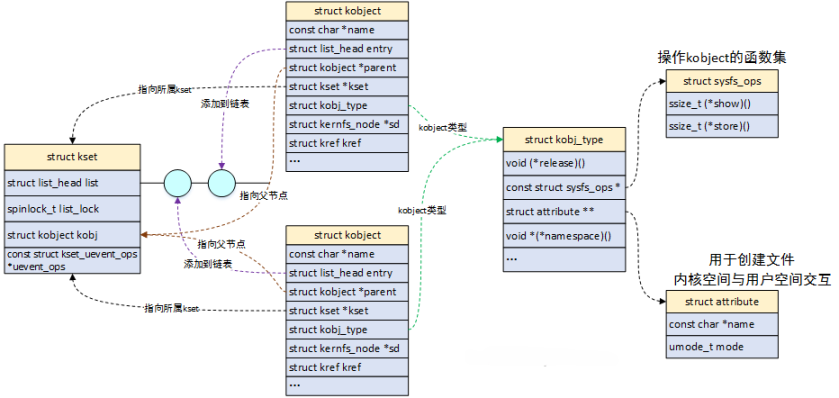 struct kobject
const char *name
struct list_head entry
struct kobject *parent
struct kset *kset
struct kobj_type
struct kernfs_node *sd
struct kref kref
...
指向所属kset
添加到链表
指向父节点
kobject类型
struct kset
struct list_head list
spinlock_t list_lock
struct kobject kobj
const struct kset_uevent_ops
*uevent_ops
指向父节点
添加到链表
指向所属kset
kobject类型
struct kobject
const char *name
struct list_head entry
struct kobject *parent
struct kset *kset
struct kobj_type
struct kernfs_node *sd
struct kref kref
...
struct kobj_type
void (*release)()
const struct sysfs_ops *
struct attribute **
void *(*namespace)()
...
操作kobject的函数集
struct sysfs_ops
ssize_t (*show)()
ssize_t (*store)()
用于创建文件
内核空间与用户空间交互
struct attribute
const char *name
umode_t mode